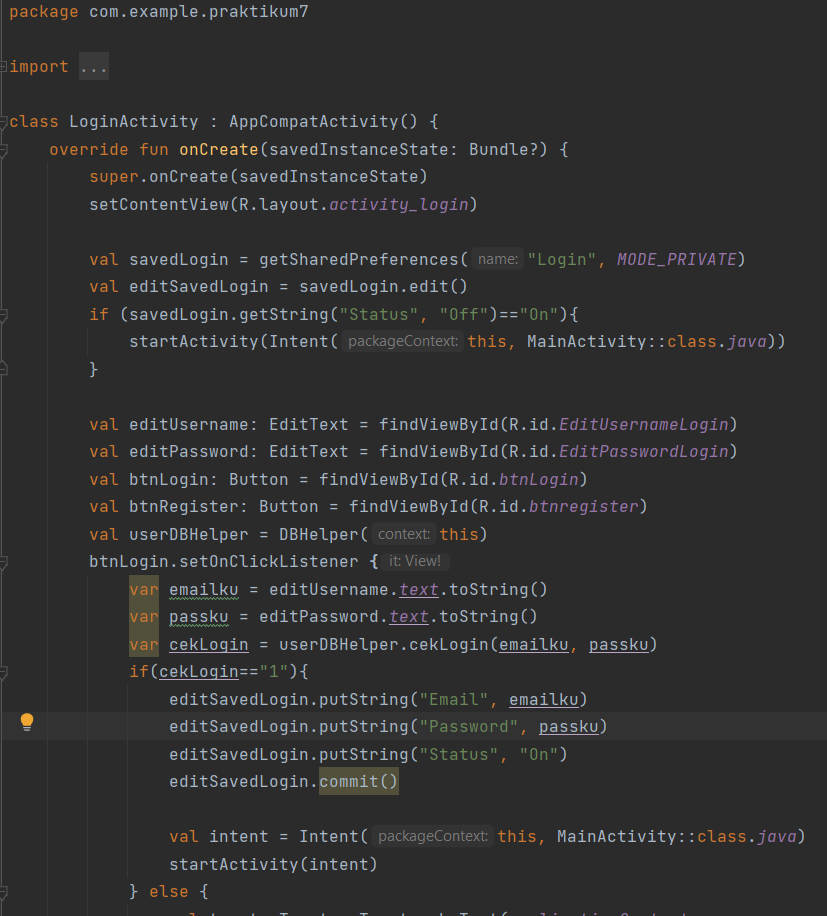 package com.example.praktikum7
import ...
class LoginActivity : AppCompatActivity() {
override fun onCreate(savedInstanceState: Bundle?) {
super.onCreate(savedInstanceState)
setContentView(R.layout.activity_login)
val savedLogin = getSharedPreferences( name: "Login", MODE_PRIVATE)
val editSavedLogin = savedLogin.edit()
if (savedLogin.getString("Status", "Off")=="On"){
startActivity(Intent( packageContext: this, MainActivity::class.java))
}
val editUsername: EditText = findViewById(R.id.EditUsernameLogin)
val editPassword: EditText = findViewById(R.id.EditPasswordLogin)
val btnLogin: Button = findViewById(R.id.btnLogin)
val btnRegister: Button = findViewById(R.id.btnregister)
val userDBHelper = DBHelper( context: this)
btnLogin.setOnClickListener { it: View!
var emailku = editUsername.text.toString()
var passku = editPassword.text.toString()
var cekLogin = userDBHelper.cekLogin(emailku, passku)
if(cekLogin=="1"){
editSavedLogin.putString("Email", emailku)
editSavedLogin.putString("Password", passku)
editSavedLogin.putString("Status", "On")
editSavedLogin.commit()
val intent = Intent( packageContext: this, MainActivity::class.java)
startActivity(intent)
} else {